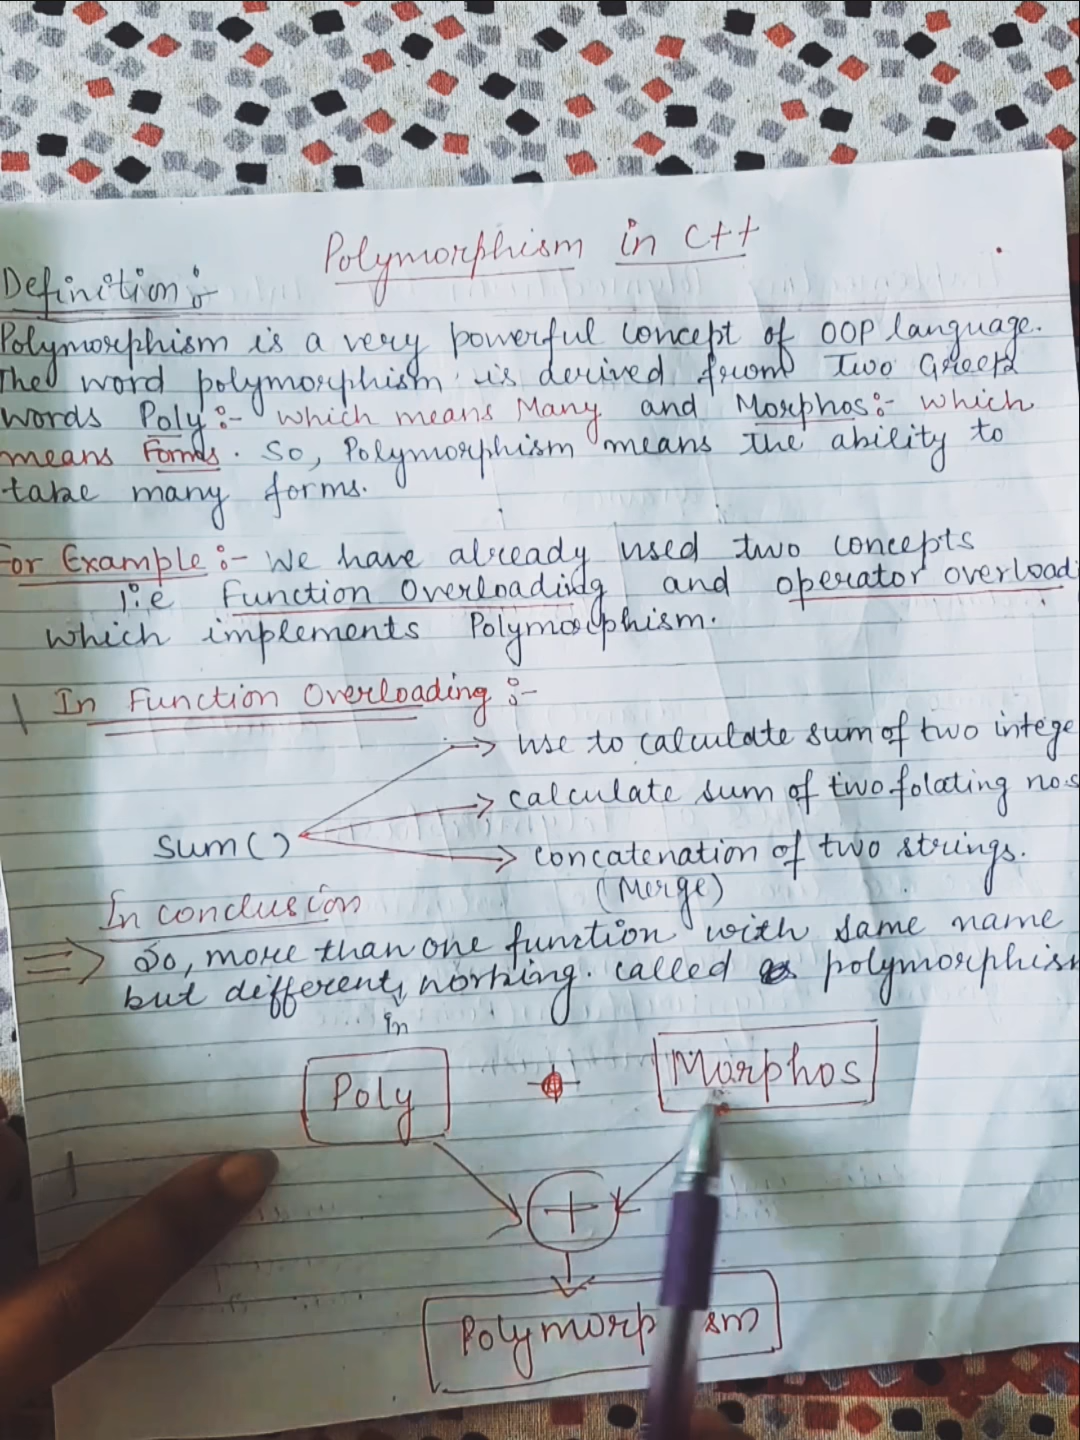 Polymorphism in C++
Definition :-
Polymorphism is a very powerful concept of OOP language.
The word polymorphism is derived from Two Greek
words Poly :- which means Many and Morphos :- which
means Forms. So, Polymorphism means the ability to
take many forms.
For Example :- We have already used two concepts
i.e Function Overloading and operator overload
which implements Polymorphism.
In Function Overloading :-
use to calculate sum of two intege
calculate sum of two folating nos
sum()
concatenation of two strings.
(Merge)
In conclusion
So, more than one function with same name
but different working. called as polymorphism
in
Poly
Morphos
+
Polymorp sm